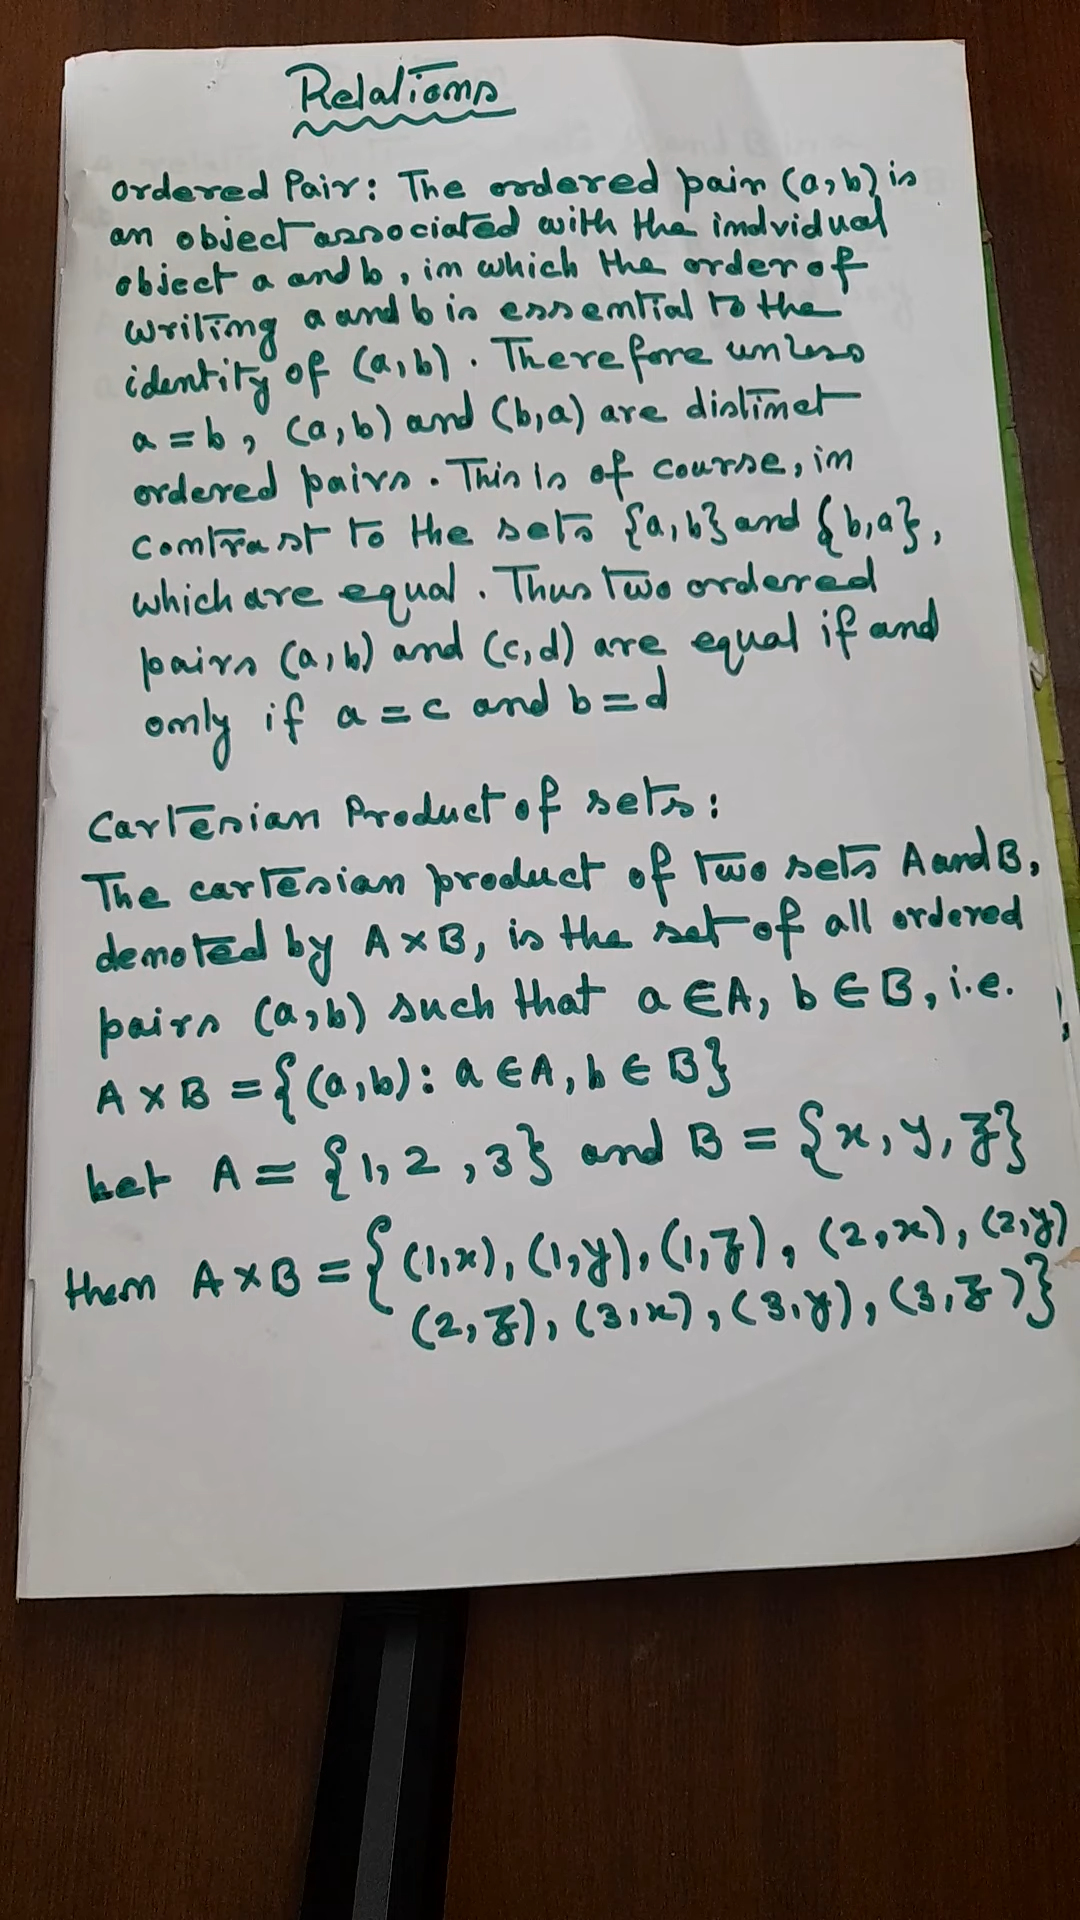 Relations
Ordered Pair: The ordered pair (a,b) is
an object associated with the indvidual
object a and b, in which the order of
writing a and b is essential to the
identity of (a,b). Therefore unless
a = b, (a,b) and (b,a) are distinct
ordered pairs. This is of course, in
contrast to the sets {a,b} and {b,a},
which are equal. Thus two ordered
pairs (a,b) and (c,d) are equal if and
only if a = c and b = d
Cartesian Product of sets:
The cartesian product of two sets A and B,
denoted by A × B, is the set of all ordered
pairs (a,b) such that a ∈ A, b ∈ B, i.e.
A × B = {(a,b): a ∈ A, b ∈ B}
Let A = {1, 2, 3} and B = {x, y, z}
then A × B = {(1,x), (1,y), (1,z), (2,x), (2,y)
(2,z), (3,x), (3,y), (3,z)}